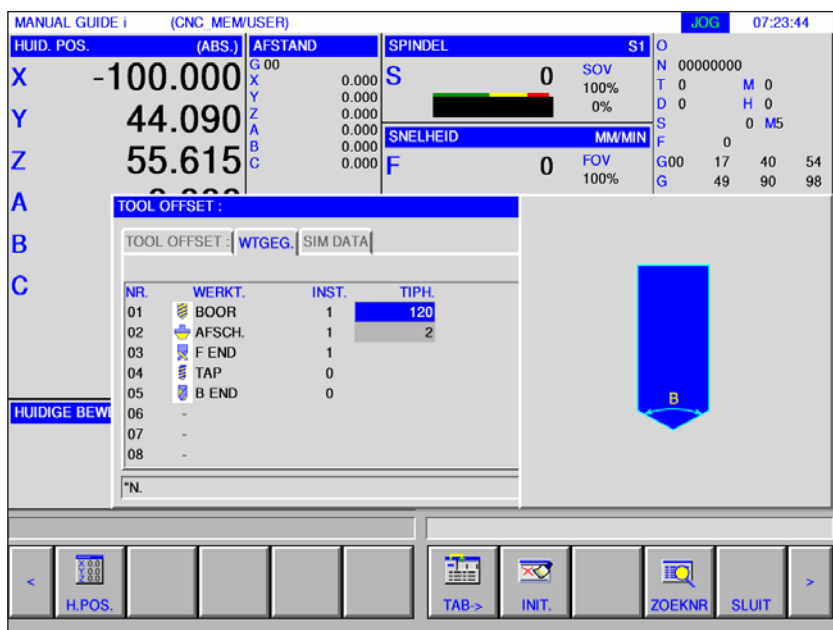 MANUAL GUIDE i (CNC_MEM/USER) JOG 07:23:44
HUID. POS. (ABS.) AFSTAND SPINDEL S1 O
X -100.000 G 00 S 0 SOV N 00000000
X 0.000 100% T 0 M 0
Y 44.090 Y 0.000 0% D 0 H 0
Z 0.000 S 0 M5
A 0.000 SNELHEID MM/MIN F 0
Z 55.615 B 0.000 F 0 FOV G00 17 40 54
C 0.000 100% G 49 90 98
A
TOOL OFFSET :
B
TOOL OFFSET : WTGEG. SIM DATA
C
NR. WERKT. INST. TIPH.
01 BOOR 1 120
02 AFSCH. 1 2
03 F END 1
04 TAP 0
05 B END 0
B
HUIDIGE BEWE
06 -
07 -
08 -
"N.
< H.POS. TAB-> INIT. ZOEKNR SLUIT >